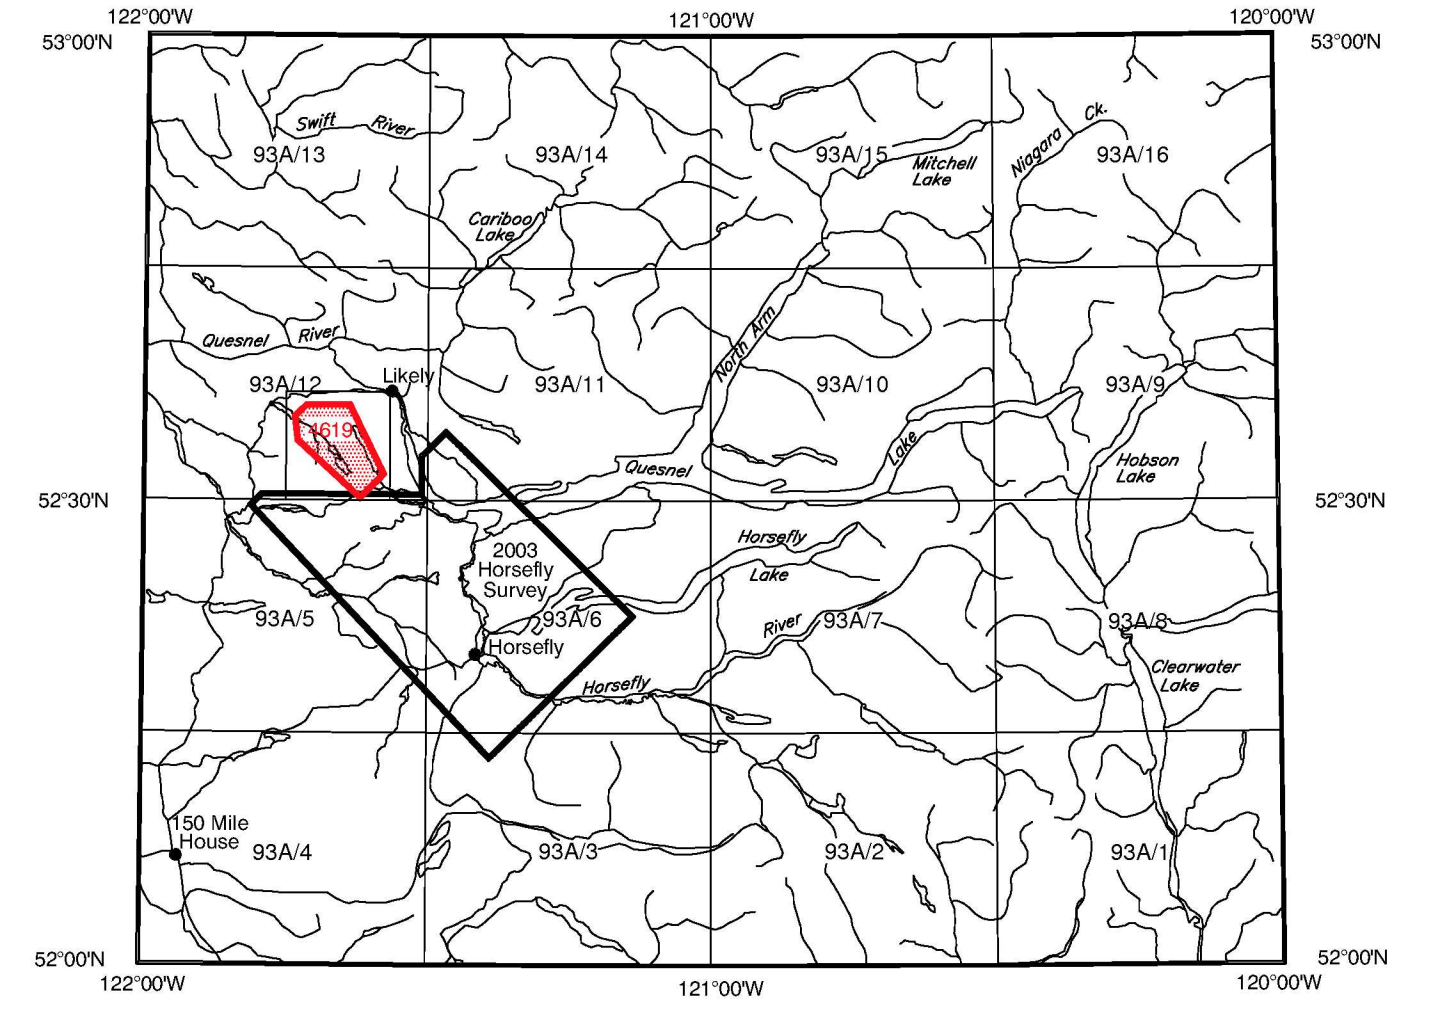 122°00'W
121°00'W
120°00'W
53°00'N
53°00'N
Swift River
Niagara Ck.
93A/13
93A/14
93A/15
93A/16
Mitchell
Lake
Cariboo
Lake
Quesnel River
North Arm
93A/12
Likely
93A/11
93A/10
93A/9
4619
Lake
Quesnel
Hobson
Lake
52°30'N
52°30'N
2003
Horsefly
Survey
Horsefly
Lake
93A/5
93A/6
River
93A/7
93A/8
Horsefly
Horsefly
Clearwater
Lake
150 Mile
House
93A/4
93A/3
93A/2
93A/1
52°00'N
52°00'N
122°00'W
121°00'W
120°00'W